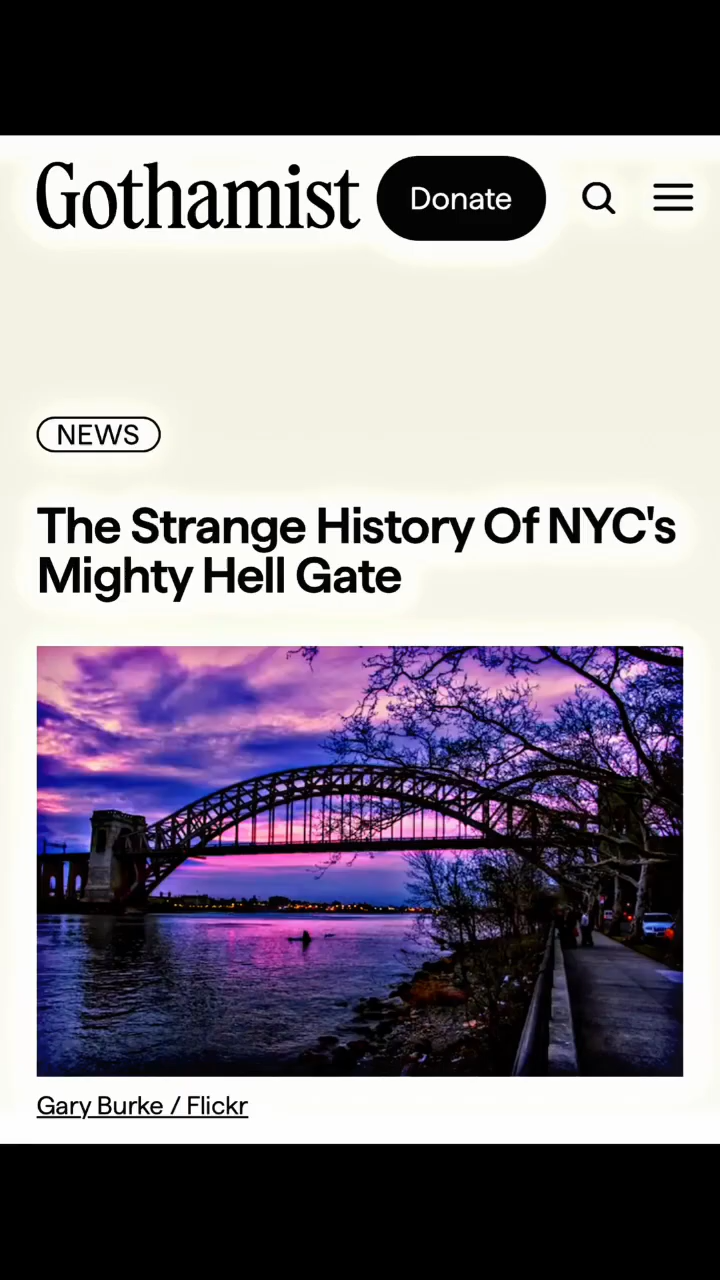 Gothamist Donate
NEWS
The Strange History Of NYC's
Mighty Hell Gate
Gary Burke / Flickr